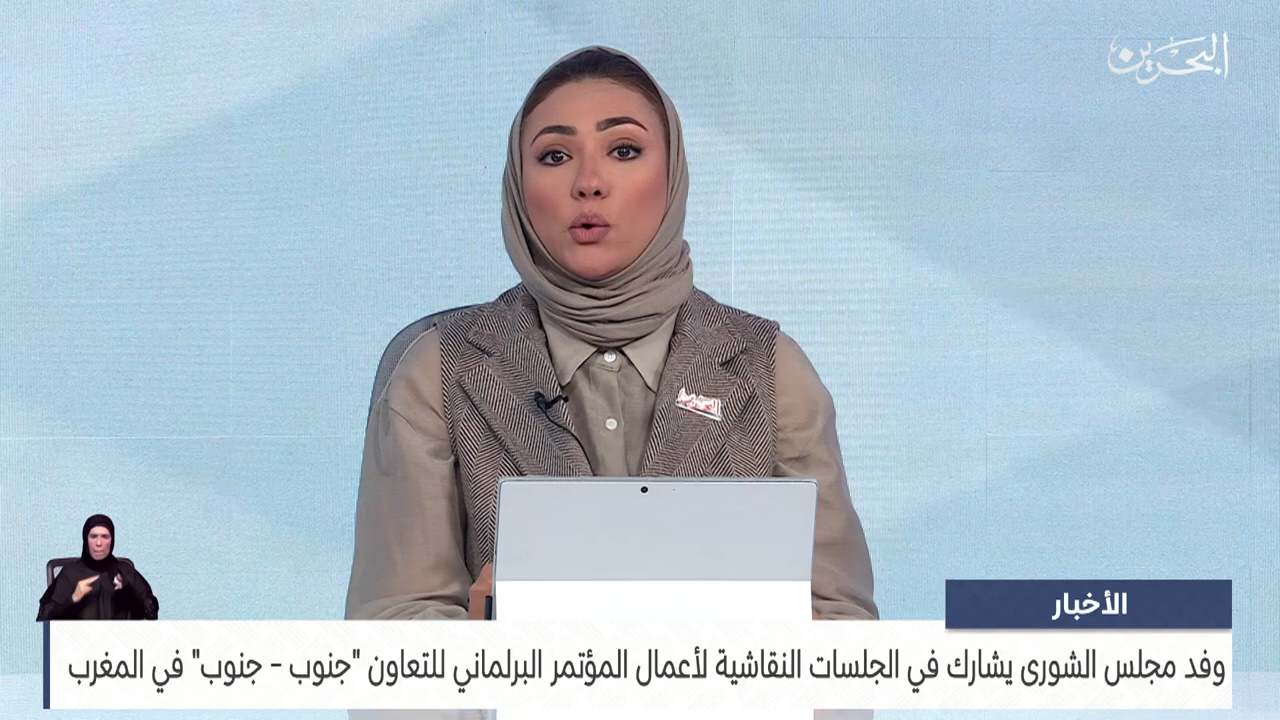 البحرين
الأخبار
وفد مجلس الشورى يشارك في الجلسات النقاشية لأعمال المؤتمر البرلماني للتعاون "جنوب - جنوب" في المغرب